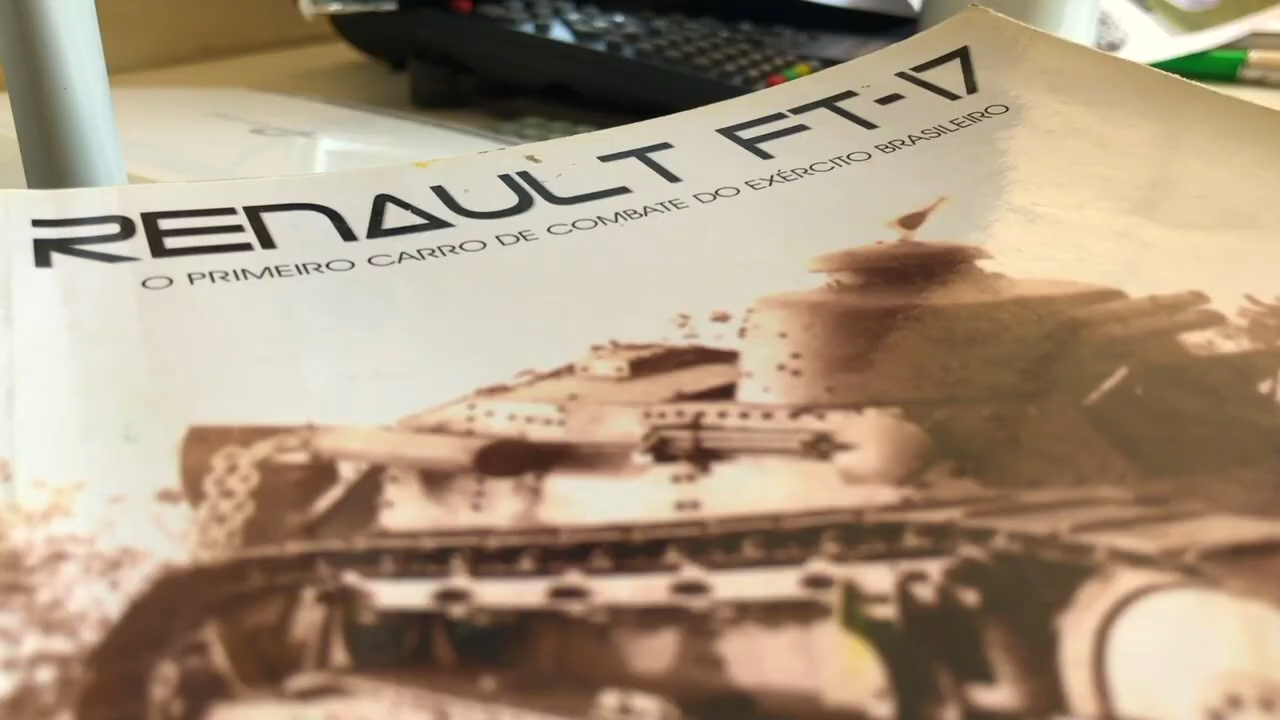 RENAULT FT-17
O PRIMEIRO CARRO DE COMBATE DO EXÉRCITO BRASILEIRO